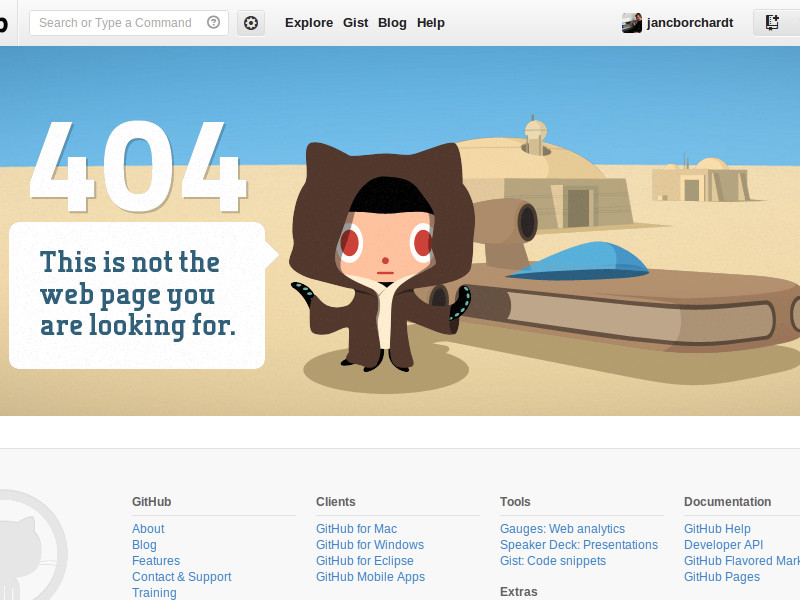 Search or Type a Command
Explore Gist Blog Help
jancborchardt
404
This is not the
web page you
are looking for.
GitHub
About
Blog
Features
Contact & Support
Training
Clients
GitHub for Mac
GitHub for Windows
GitHub for Eclipse
GitHub Mobile Apps
Tools
Gauges: Web analytics
Speaker Deck: Presentations
Gist: Code snippets
Extras
Documentation
GitHub Help
Developer API
GitHub Flavored Mark
GitHub Pages